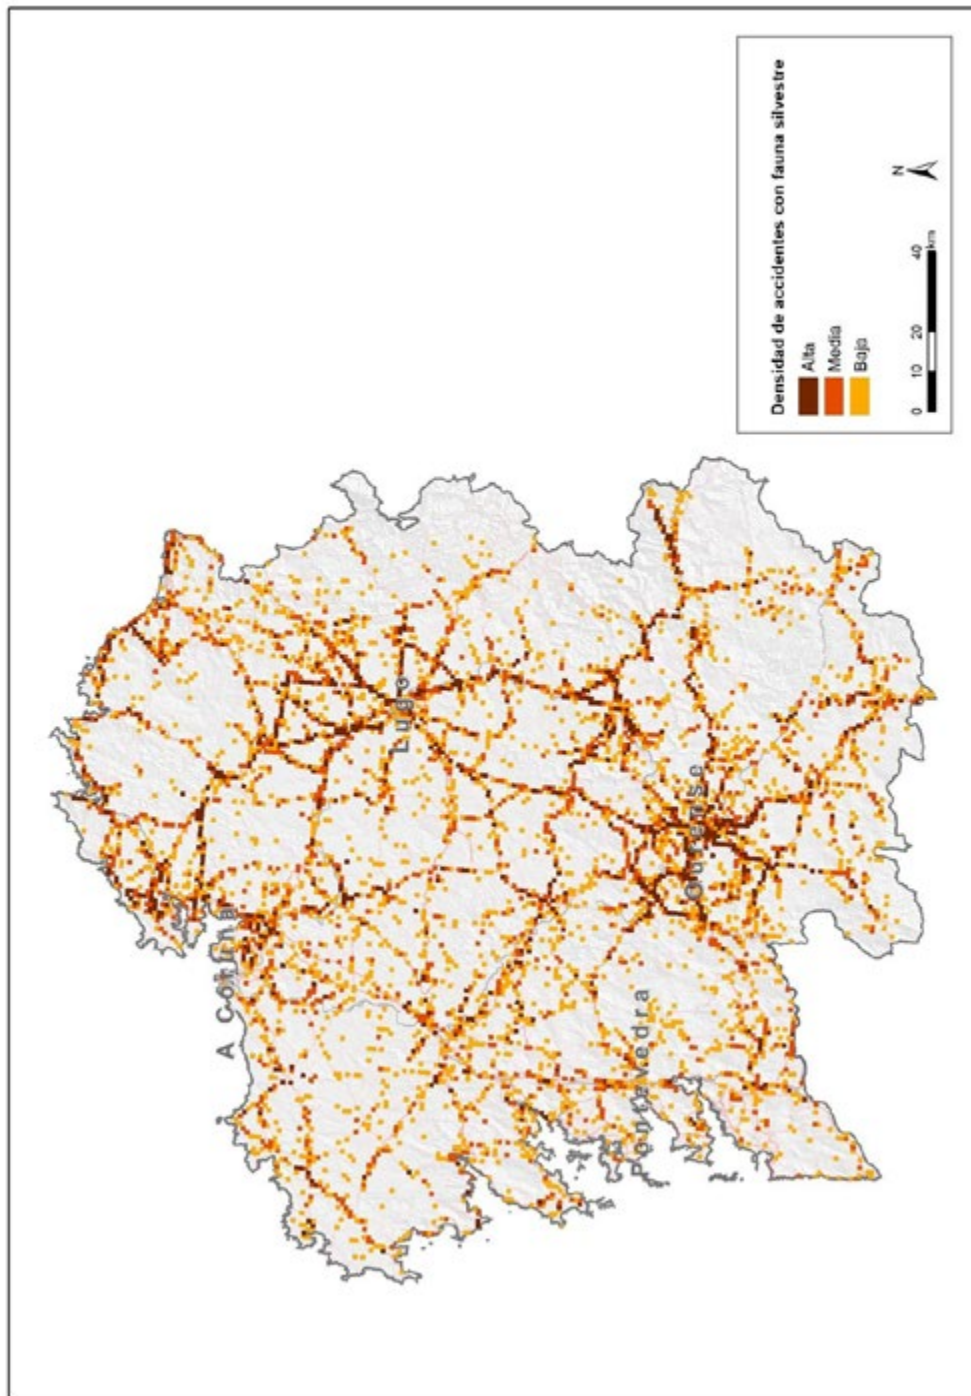 A Coruña
Lugo
Pontevedra
Ourense
Densidad de accidentes con fauna silvestre
Alta
Media
Baja
0 10 20 40
km
N